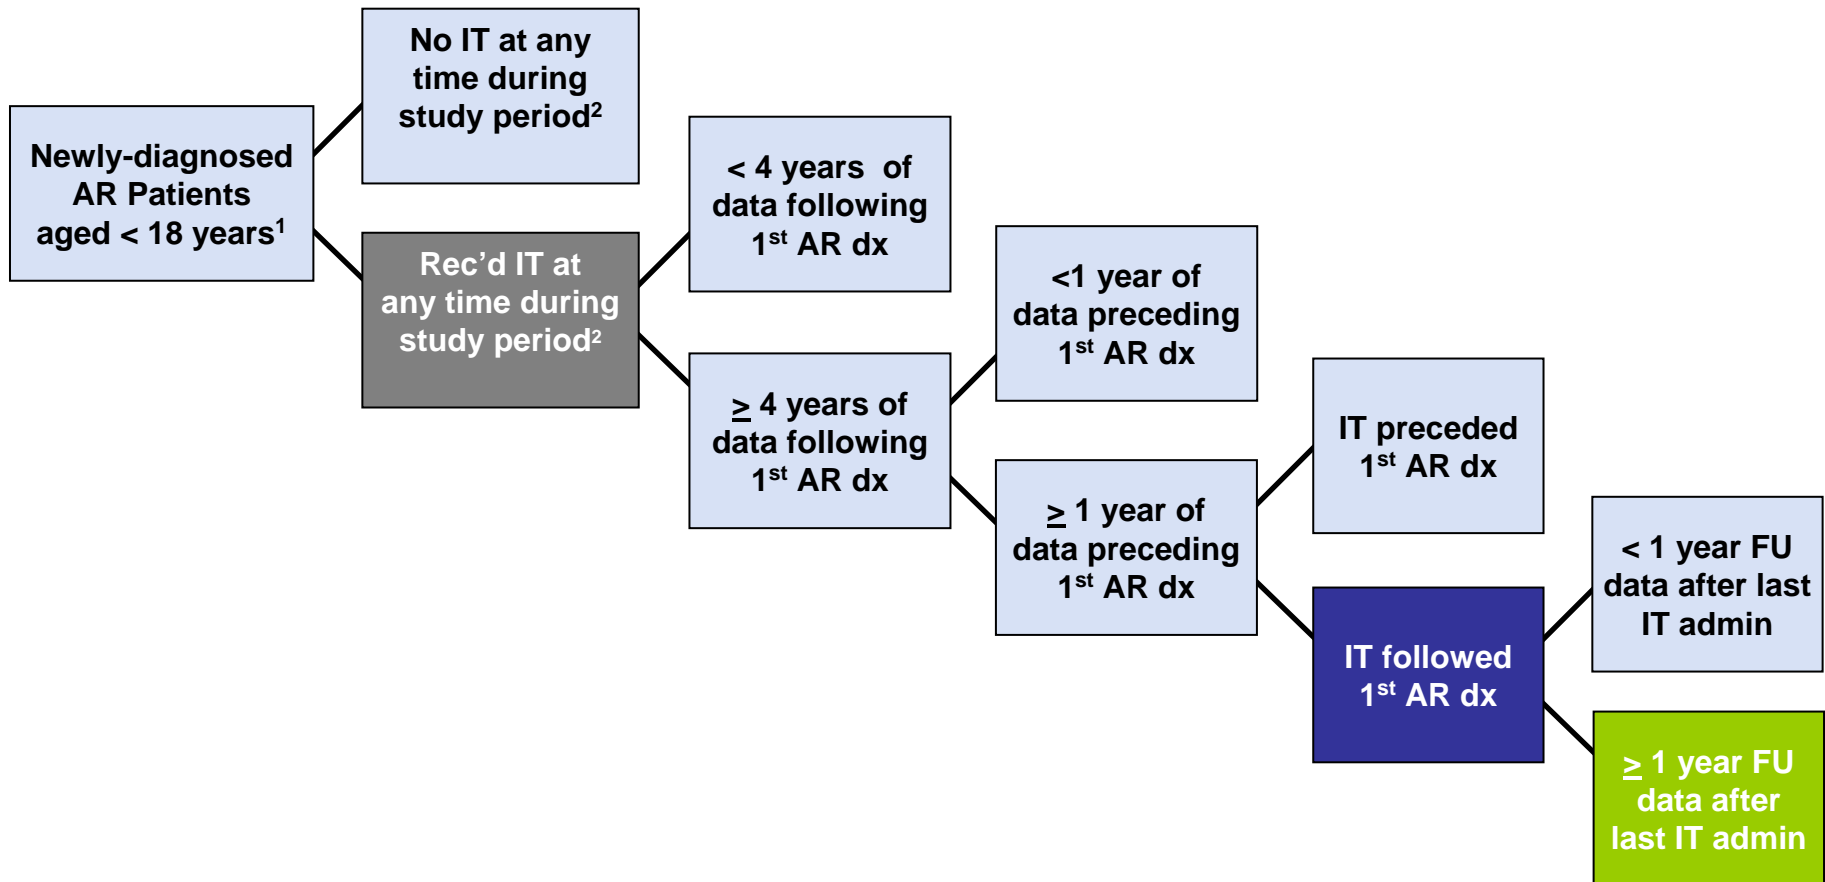 No IT at any
time during
study period²
Newly-diagnosed
AR Patients
aged < 18 years¹
Rec’d IT at
any time during
study period²
< 4 years of
data following
1st AR dx
≥ 4 years of
data following
1st AR dx
<1 year of
data preceding
1st AR dx
≥ 1 year of
data preceding
1st AR dx
IT preceded
1st AR dx
IT followed
1st AR dx
< 1 year FU
data after last
IT admin
≥ 1 year FU
data after
last IT admin